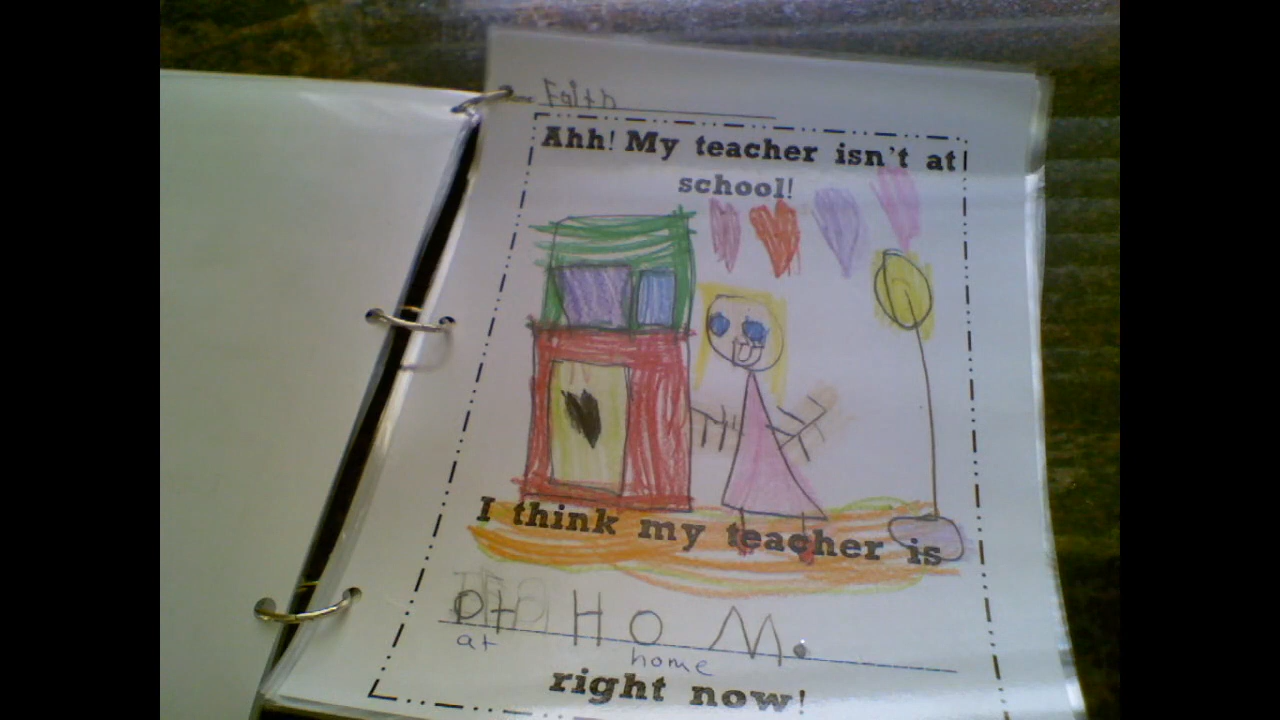 Faith
Ahh! My teacher isn't at
school!
I think my teacher is
at HOM.
at home
right now!